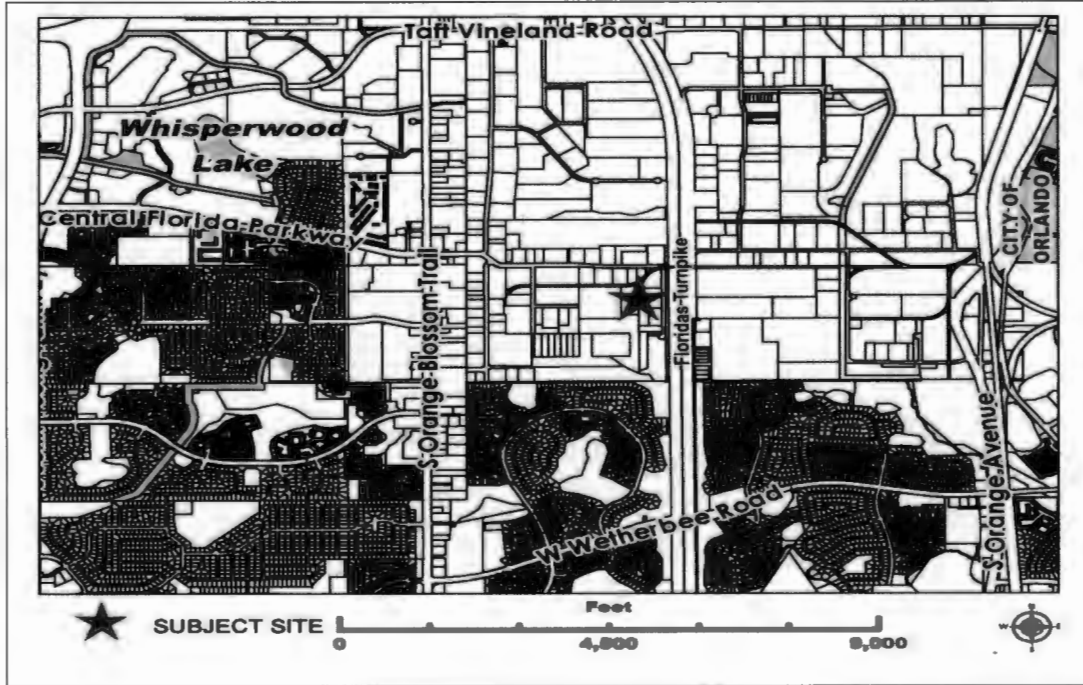 Taft-Vineland-Road
Whisperwood
Lake
Central Florida-Parkway
S-Orange-Blossom-Trail
Floridas-Turnpike
CITY OF
ORLANDO
W-Wetherbee-Road
S-Orange-Avenue
SUBJECT SITE
Feet
0
4,500
9,000
W
E
S